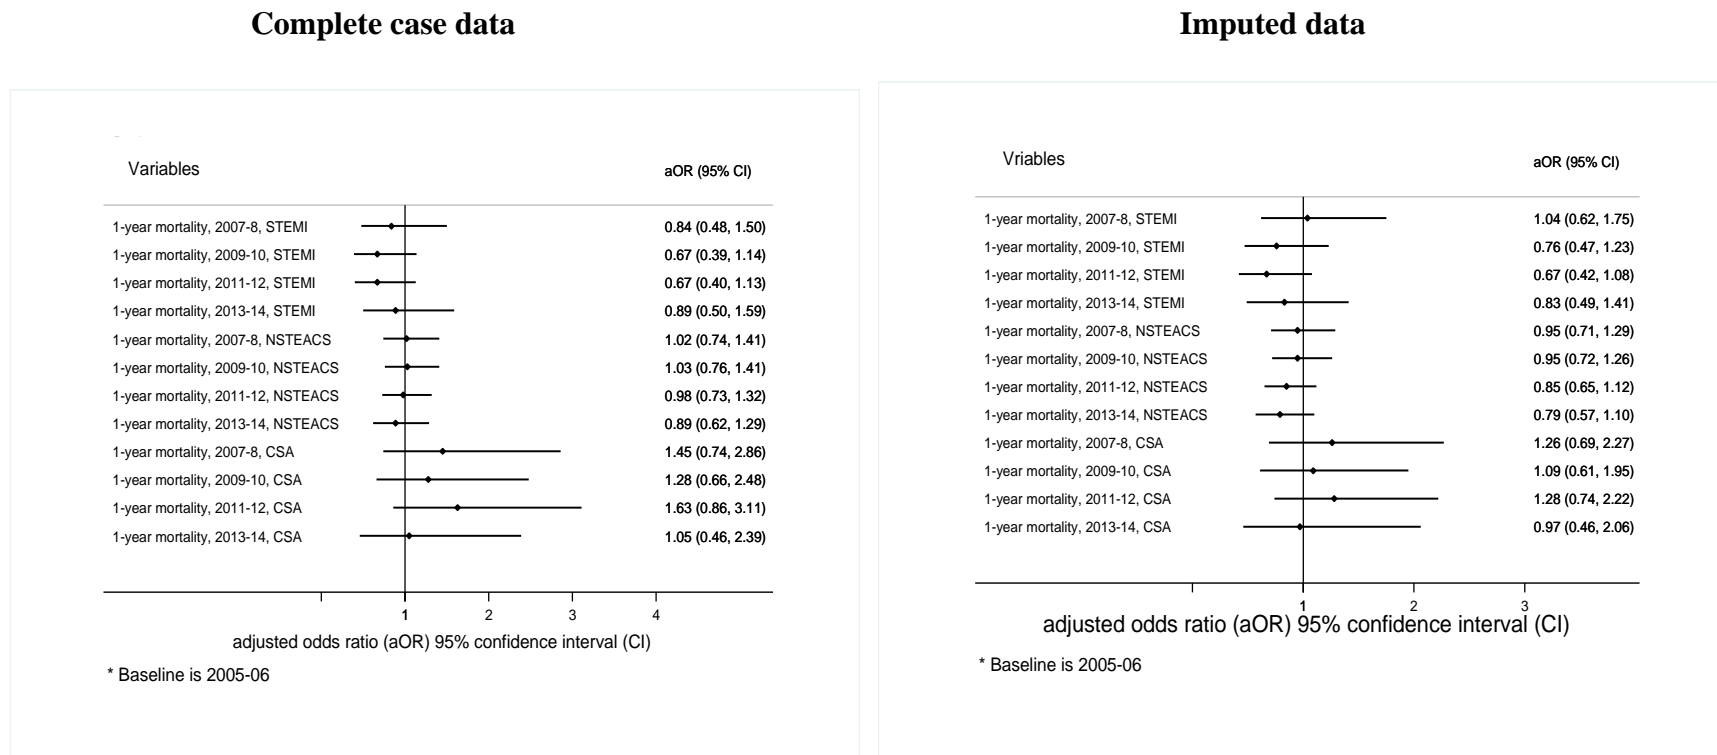 Complete case data
Variables aOR (95% CI)
1-year mortality, 2007-8, STEMI 0.84 (0.48, 1.50)
1-year mortality, 2009-10, STEMI 0.67 (0.39, 1.14)
1-year mortality, 2011-12, STEMI 0.67 (0.40, 1.13)
1-year mortality, 2013-14, STEMI 0.89 (0.50, 1.59)
1-year mortality, 2007-8, NSTEACS 1.02 (0.74, 1.41)
1-year mortality, 2009-10, NSTEACS 1.03 (0.76, 1.41)
1-year mortality, 2011-12, NSTEACS 0.98 (0.73, 1.32)
1-year mortality, 2013-14, NSTEACS 0.89 (0.62, 1.29)
1-year mortality, 2007-8, CSA 1.45 (0.74, 2.86)
1-year mortality, 2009-10, CSA 1.28 (0.66, 2.48)
1-year mortality, 2011-12, CSA 1.63 (0.86, 3.11)
1-year mortality, 2013-14, CSA 1.05 (0.46, 2.39)
1 2 3 4
adjusted odds ratio (aOR) 95% confidence interval (CI)
* Baseline is 2005-06
Imputed data
Vriables aOR (95% CI)
1-year mortality, 2007-8, STEMI 1.04 (0.62, 1.75)
1-year mortality, 2009-10, STEMI 0.76 (0.47, 1.23)
1-year mortality, 2011-12, STEMI 0.67 (0.42, 1.08)
1-year mortality, 2013-14, STEMI 0.83 (0.49, 1.41)
1-year mortality, 2007-8, NSTEACS 0.95 (0.71, 1.29)
1-year mortality, 2009-10, NSTEACS 0.95 (0.72, 1.26)
1-year mortality, 2011-12, NSTEACS 0.85 (0.65, 1.12)
1-year mortality, 2013-14, NSTEACS 0.79 (0.57, 1.10)
1-year mortality, 2007-8, CSA 1.26 (0.69, 2.27)
1-year mortality, 2009-10, CSA 1.09 (0.61, 1.95)
1-year mortality, 2011-12, CSA 1.28 (0.74, 2.22)
1-year mortality, 2013-14, CSA 0.97 (0.46, 2.06)
1 2 3
adjusted odds ratio (aOR) 95% confidence interval (CI)
* Baseline is 2005-06